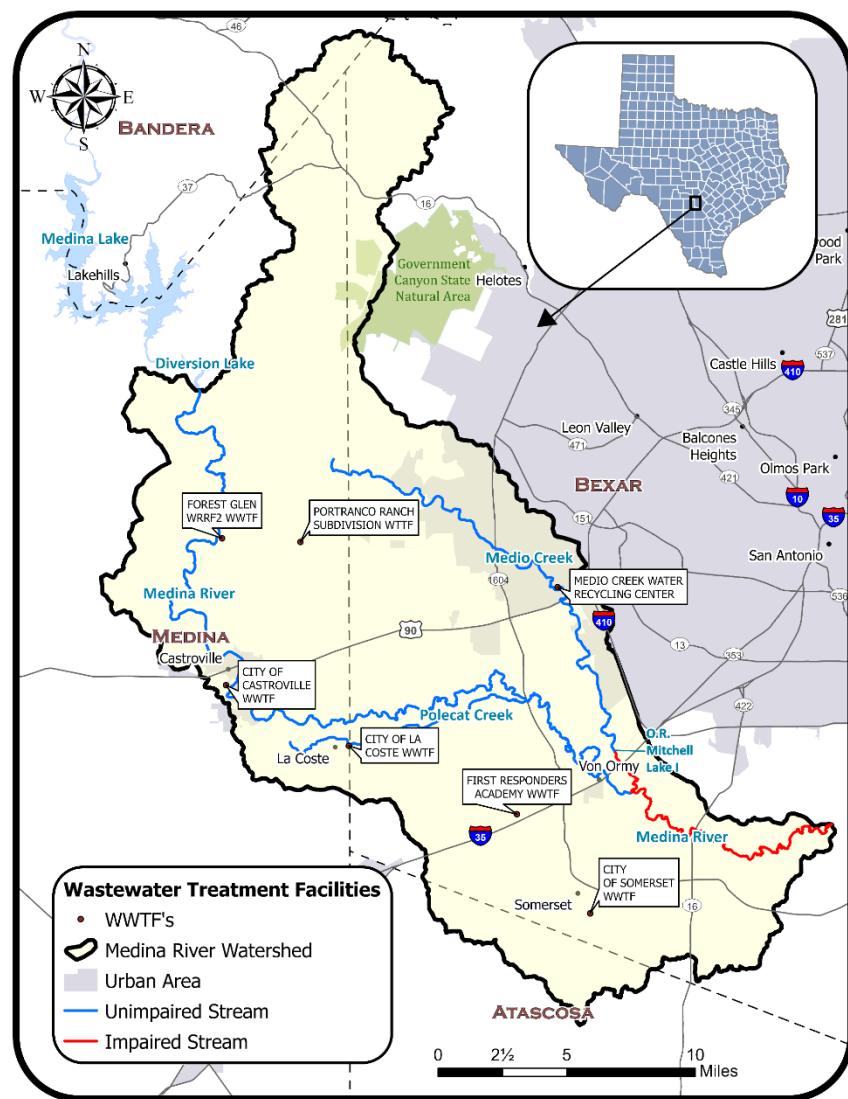 N
W
E
S
46
BANDERA
37
16
Medina Lake
Lakehills
Government
Canyon State
Natural Area
Helotes
Park
281
537
Castle Hills
410
Diversion Lake
345
Leon Valley
Balcones
Heights
471
421
Olmos Park
BEXAR
10
35
151
FOREST GLEN
WRRF2 WWTF
PORTRANCO RANCH
SUBDIVISION WTTF
San Antonio
Medio Creek
1604
MEDIO CREEK WATER
RECYCLING CENTER
536
Medina River
410
90
13
MEDINA
353
Castroville
CITY OF
CASTROVILLE
WWTF
422
Polecat Creek
O.R.
Mitchell
Lake I
CITY OF LA
COSTE WWTF
La Coste
Von Ormy
FIRST RESPONDERS
ACADEMY WWTF
35
Medina River
CITY
OF SOMERSET
WWTF
Somerset
16
ATASCOSA
Wastewater Treatment Facilities
WWTF's
Medina River Watershed
Urban Area
Unimpaired Stream
Impaired Stream
0 2½ 5 10
Miles